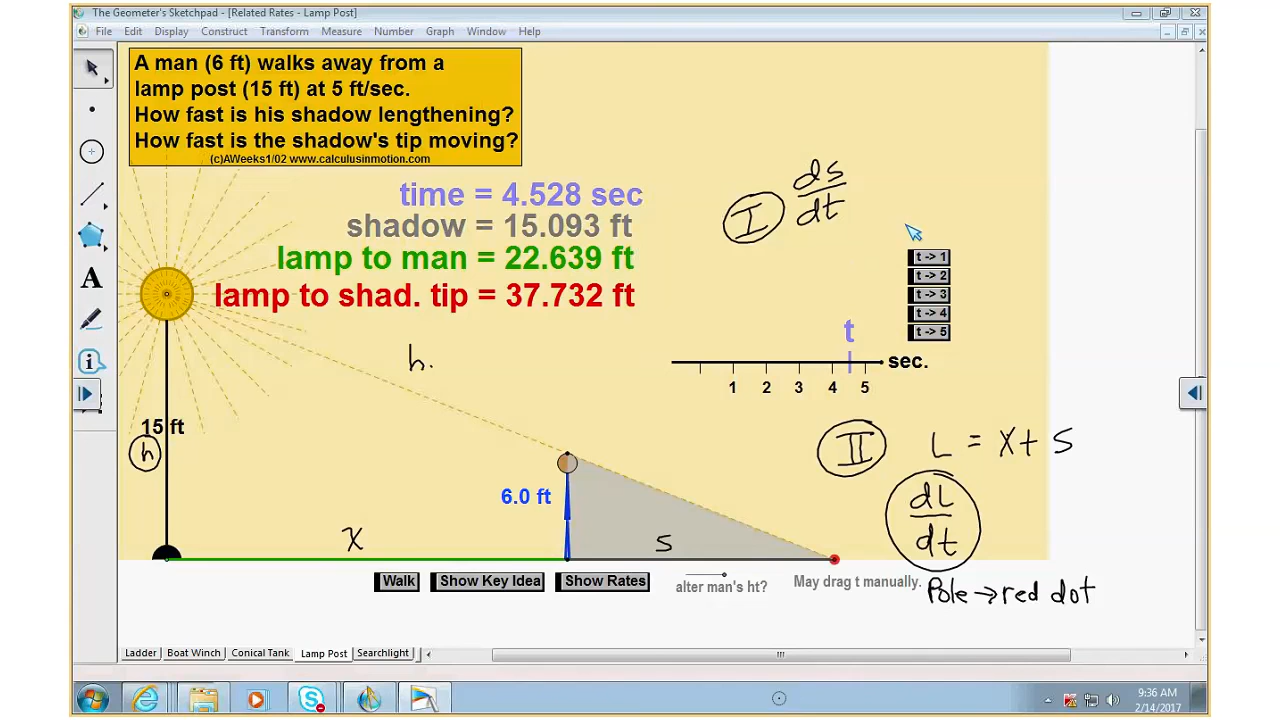 The Geometer's Sketchpad - [Related Rates - Lamp Post]
File Edit Display Construct Transform Measure Number Graph Window Help
A man (6 ft) walks away from a
lamp post (15 ft) at 5 ft/sec.
How fast is his shadow lengthening?
How fast is the shadow's tip moving?
(c)AWeeks1/02 www.calculusinmotion.com
time = 4.528 sec
shadow = 15.093 ft
lamp to man = 22.639 ft
lamp to shad. tip = 37.732 ft
I ds
dt
t -> 1
t -> 2
t -> 3
t -> 4
t -> 5
t
sec.
1 2 3 4 5
h.
A
15 ft
h
II L = x + s
dL
dt
6.0 ft
x
s
Walk Show Key Idea Show Rates
alter man's ht?
May drag t manually.
Pole → red dot
Ladder Boat Winch Conical Tank Lamp Post Searchlight
9:36 AM
2/14/2017